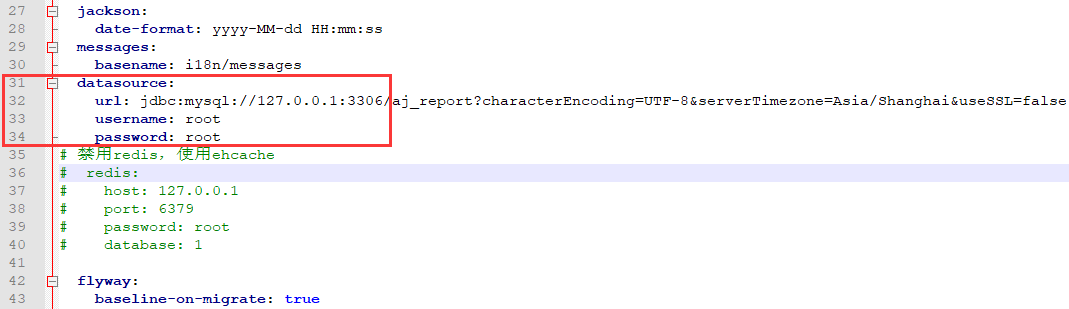 27 jackson:
28 date-format: yyyy-MM-dd HH:mm:ss
29 messages:
30 basename: i18n/messages
31 datasource:
32 url: jdbc:mysql://127.0.0.1:3306/aj_report?characterEncoding=UTF-8&serverTimezone=Asia/Shanghai&useSSL=false
33 username: root
34 password: root
35 # 禁用redis，使用ehcache
36 # redis:
37 # host: 127.0.0.1
38 # port: 6379
39 # password: root
40 # database: 1
41
42 flyway:
43 baseline-on-migrate: true